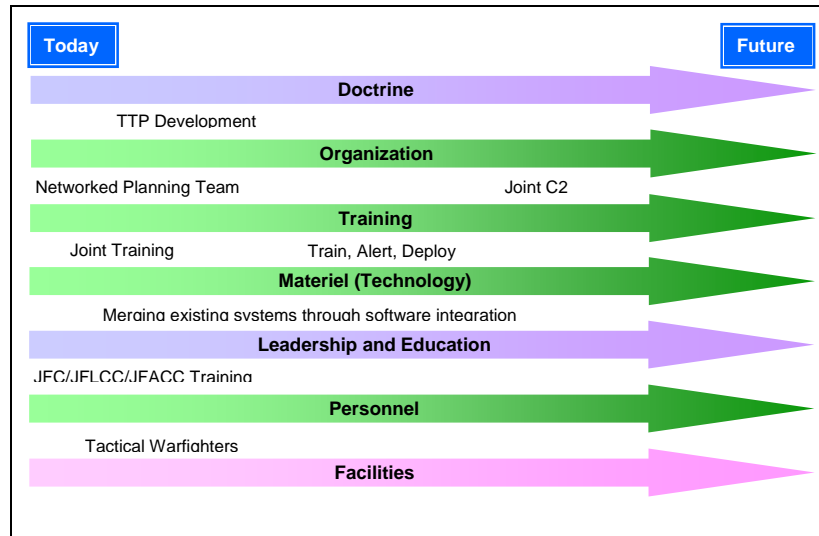 Today
Future
Doctrine
TTP Development
Organization
Networked Planning Team Joint C2
Training
Joint Training Train, Alert, Deploy
Materiel (Technology)
Merging existing systems through software integration
Leadership and Education
JFC/JFLCC/JFACC Training
Personnel
Tactical Warfighters
Facilities